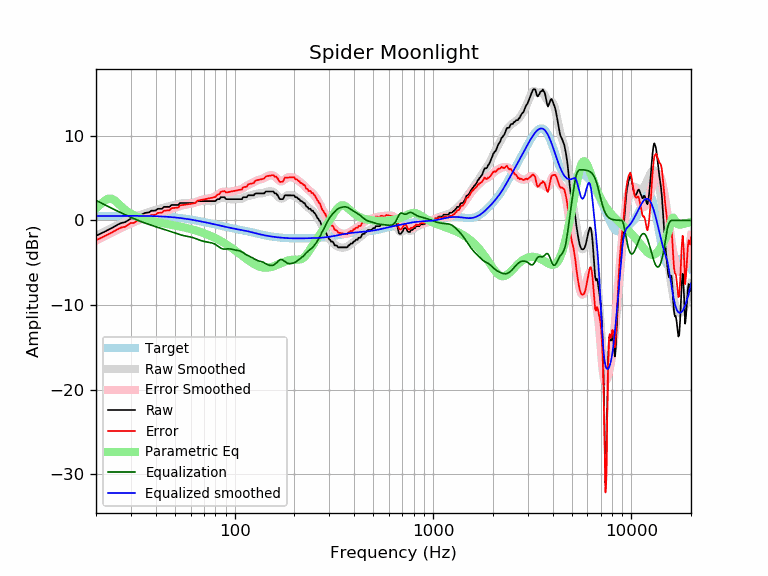 Spider Moonlight
10
0
−10
−20
−30
Amplitude (dBr)
Target
Raw Smoothed
Error Smoothed
Raw
Error
Parametric Eq
Equalization
Equalized smoothed
100
1000
10000
Frequency (Hz)